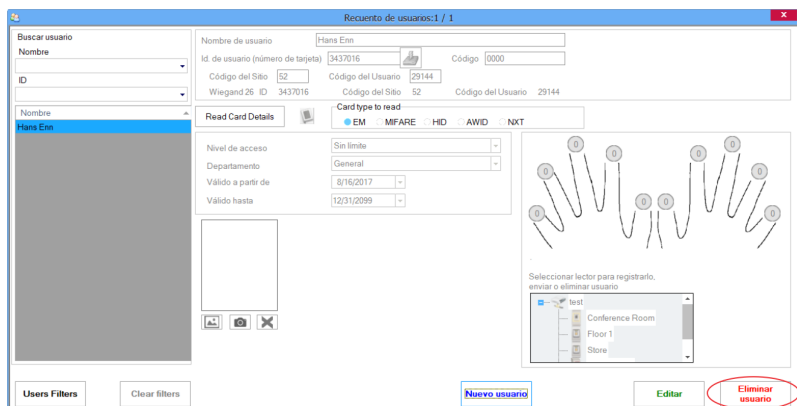 Recuento de usuarios:1 / 1
x
Buscar usuario
Nombre
ID
Nombre
Hans Enn
Nombre de usuario Hans Enn
Id. de usuario (número de tarjeta) 3437016 Código 0000
Código del Sitio 52 Código del Usuario 29144
Wiegand 26 ID 3437016 Código del Sitio 52 Código del Usuario 29144
Read Card Details
Card type to read
EM MIFARE HID AWID NXT
Nivel de acceso Sin límite
Departamento General
Válido a partir de 8/16/2017
Válido hasta 12/31/2099
0 0 0 0 0 0 0 0
Seleccionar lector para registrarlo,
enviar o eliminar usuario
test
Conference Room
Floor 1
Store
Users Filters
Clear filters
Nuevo usuario
Editar
Eliminar
usuario